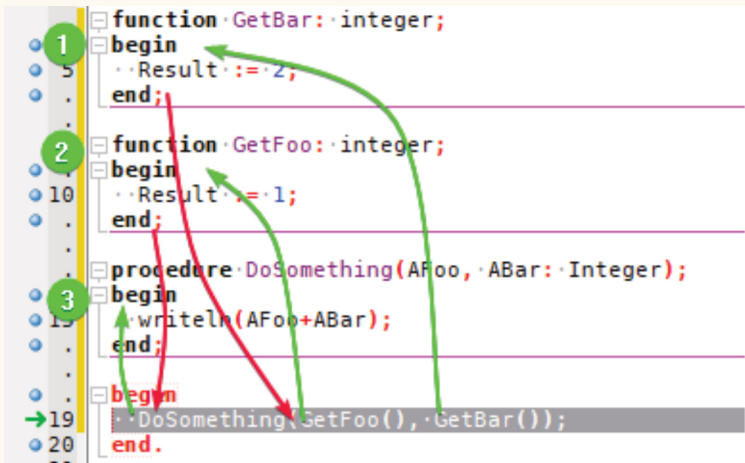 function GetBar: integer;
1 begin
5 Result := 2;
. end;
.
2 function GetFoo: integer;
. begin
10 Result := 1;
. end;
.
. procedure DoSomething(AFoo, ABar: Integer);
3 begin
15 writeln(AFoo+ABar);
. end;
.
. begin
19 DoSomething(GetFoo(), GetBar());
20 end.